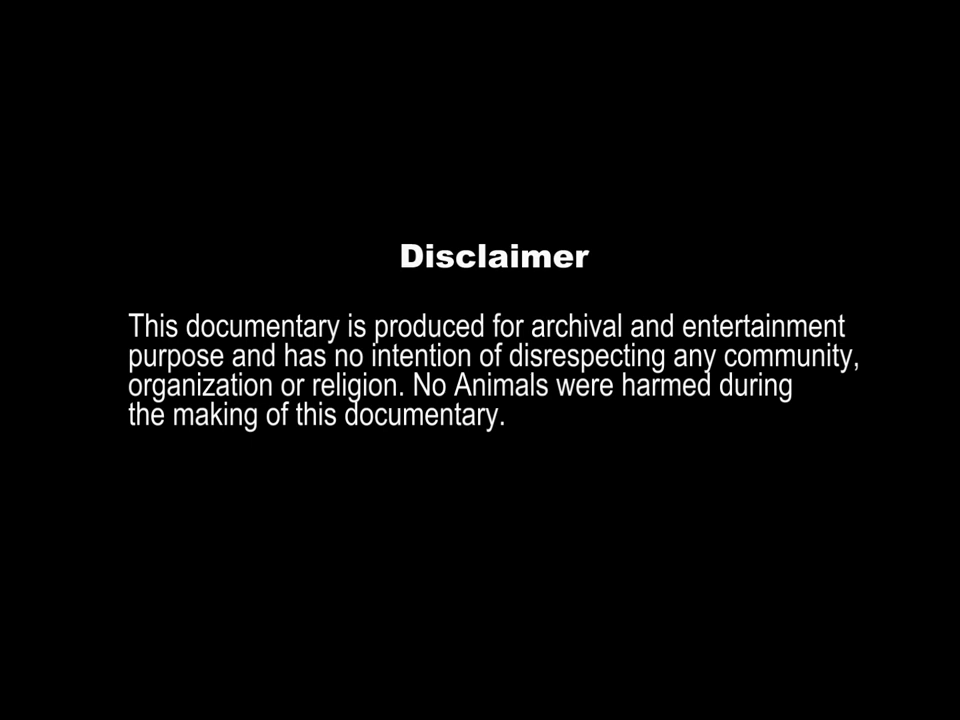 Disclaimer
This documentary is produced for archival and entertainment
purpose and has no intention of disrespecting any community,
organization or religion. No Animals were harmed during
the making of this documentary.